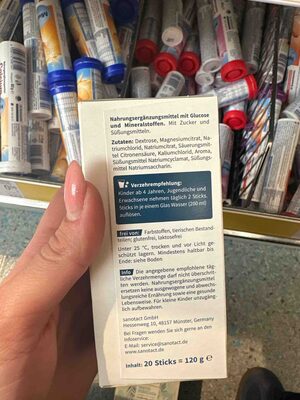 Nahrungsergänzungsmittel mit Glucose
und Mineralstoffen. Mit Zucker und
Süßungsmitteln.
Zutaten: Dextrose, Magnesiumcitrat, Na-
triumchlorid, Natriumcitrat, Säuerungsmit-
tel Citronensäure, Kaliumchlorid, Aroma,
Süßungsmittel Natriumcyclamat, Süßungs-
mittel Natriumsaccharin.
Verzehrempfehlung:
Kinder ab 4 Jahren, Jugendliche und
Erwachsene nehmen täglich 2 Sticks.
Sticks in je einem Glas Wasser (200 ml)
auflösen.
frei von: Farbstoffen, tierischen Bestand-
teilen; glutenfrei, laktosefrei
Unter 25 °C, trocken und vor Licht ge-
schützt lagern. Mindestens haltbar bis
Ende: siehe Boden
Info Die angegebene empfohlene täg-
liche Verzehrmenge darf nicht überschrit-
ten werden. Nahrungsergänzungsmittel
ersetzen keine ausgewogene und abwechs-
lungsreiche Ernährung sowie eine gesunde
Lebensweise. Für kleine Kinder unzugäng-
lich aufbewahren.
sanotact GmbH
Hessenweg 10, 48157 Münster, Germany
Bei Fragen wenden Sie sich gerne an den
Infoservice:
E-Mail: service@sanotact.de
www.sanotact.de
Inhalt: 20 Sticks = 120 g e